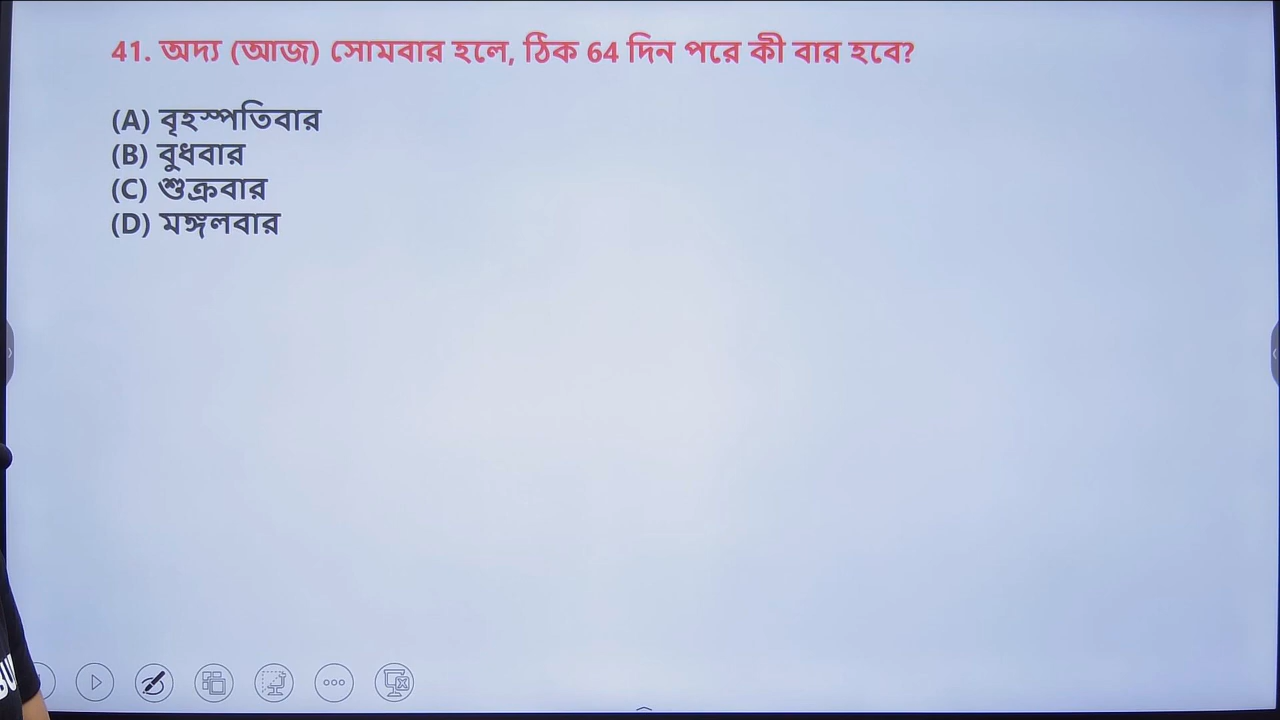 41. অদ্য (আজ) সোমবার হলে, ঠিক 64 দিন পরে কী বার হবে?
(A) বৃহস্পতিবার
(B) বুধবার
(C) শুক্রবার
(D) মঙ্গলবার